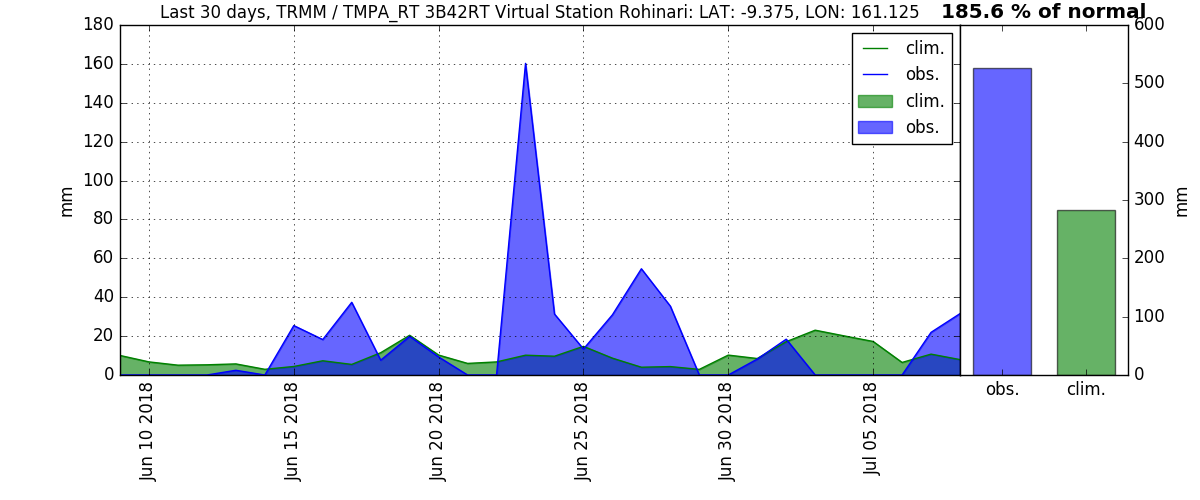 Last 30 days, TRMM / TMPA_RT 3B42RT Virtual Station Rohinari: LAT: -9.375, LON: 161.125
185.6 % of normal
180
160
140
120
100
80
60
40
20
0
mm
clim.
obs.
clim.
obs.
Jun 10 2018
Jun 15 2018
Jun 20 2018
Jun 25 2018
Jun 30 2018
Jul 05 2018
600
500
400
300
200
100
0
mm
obs.
clim.